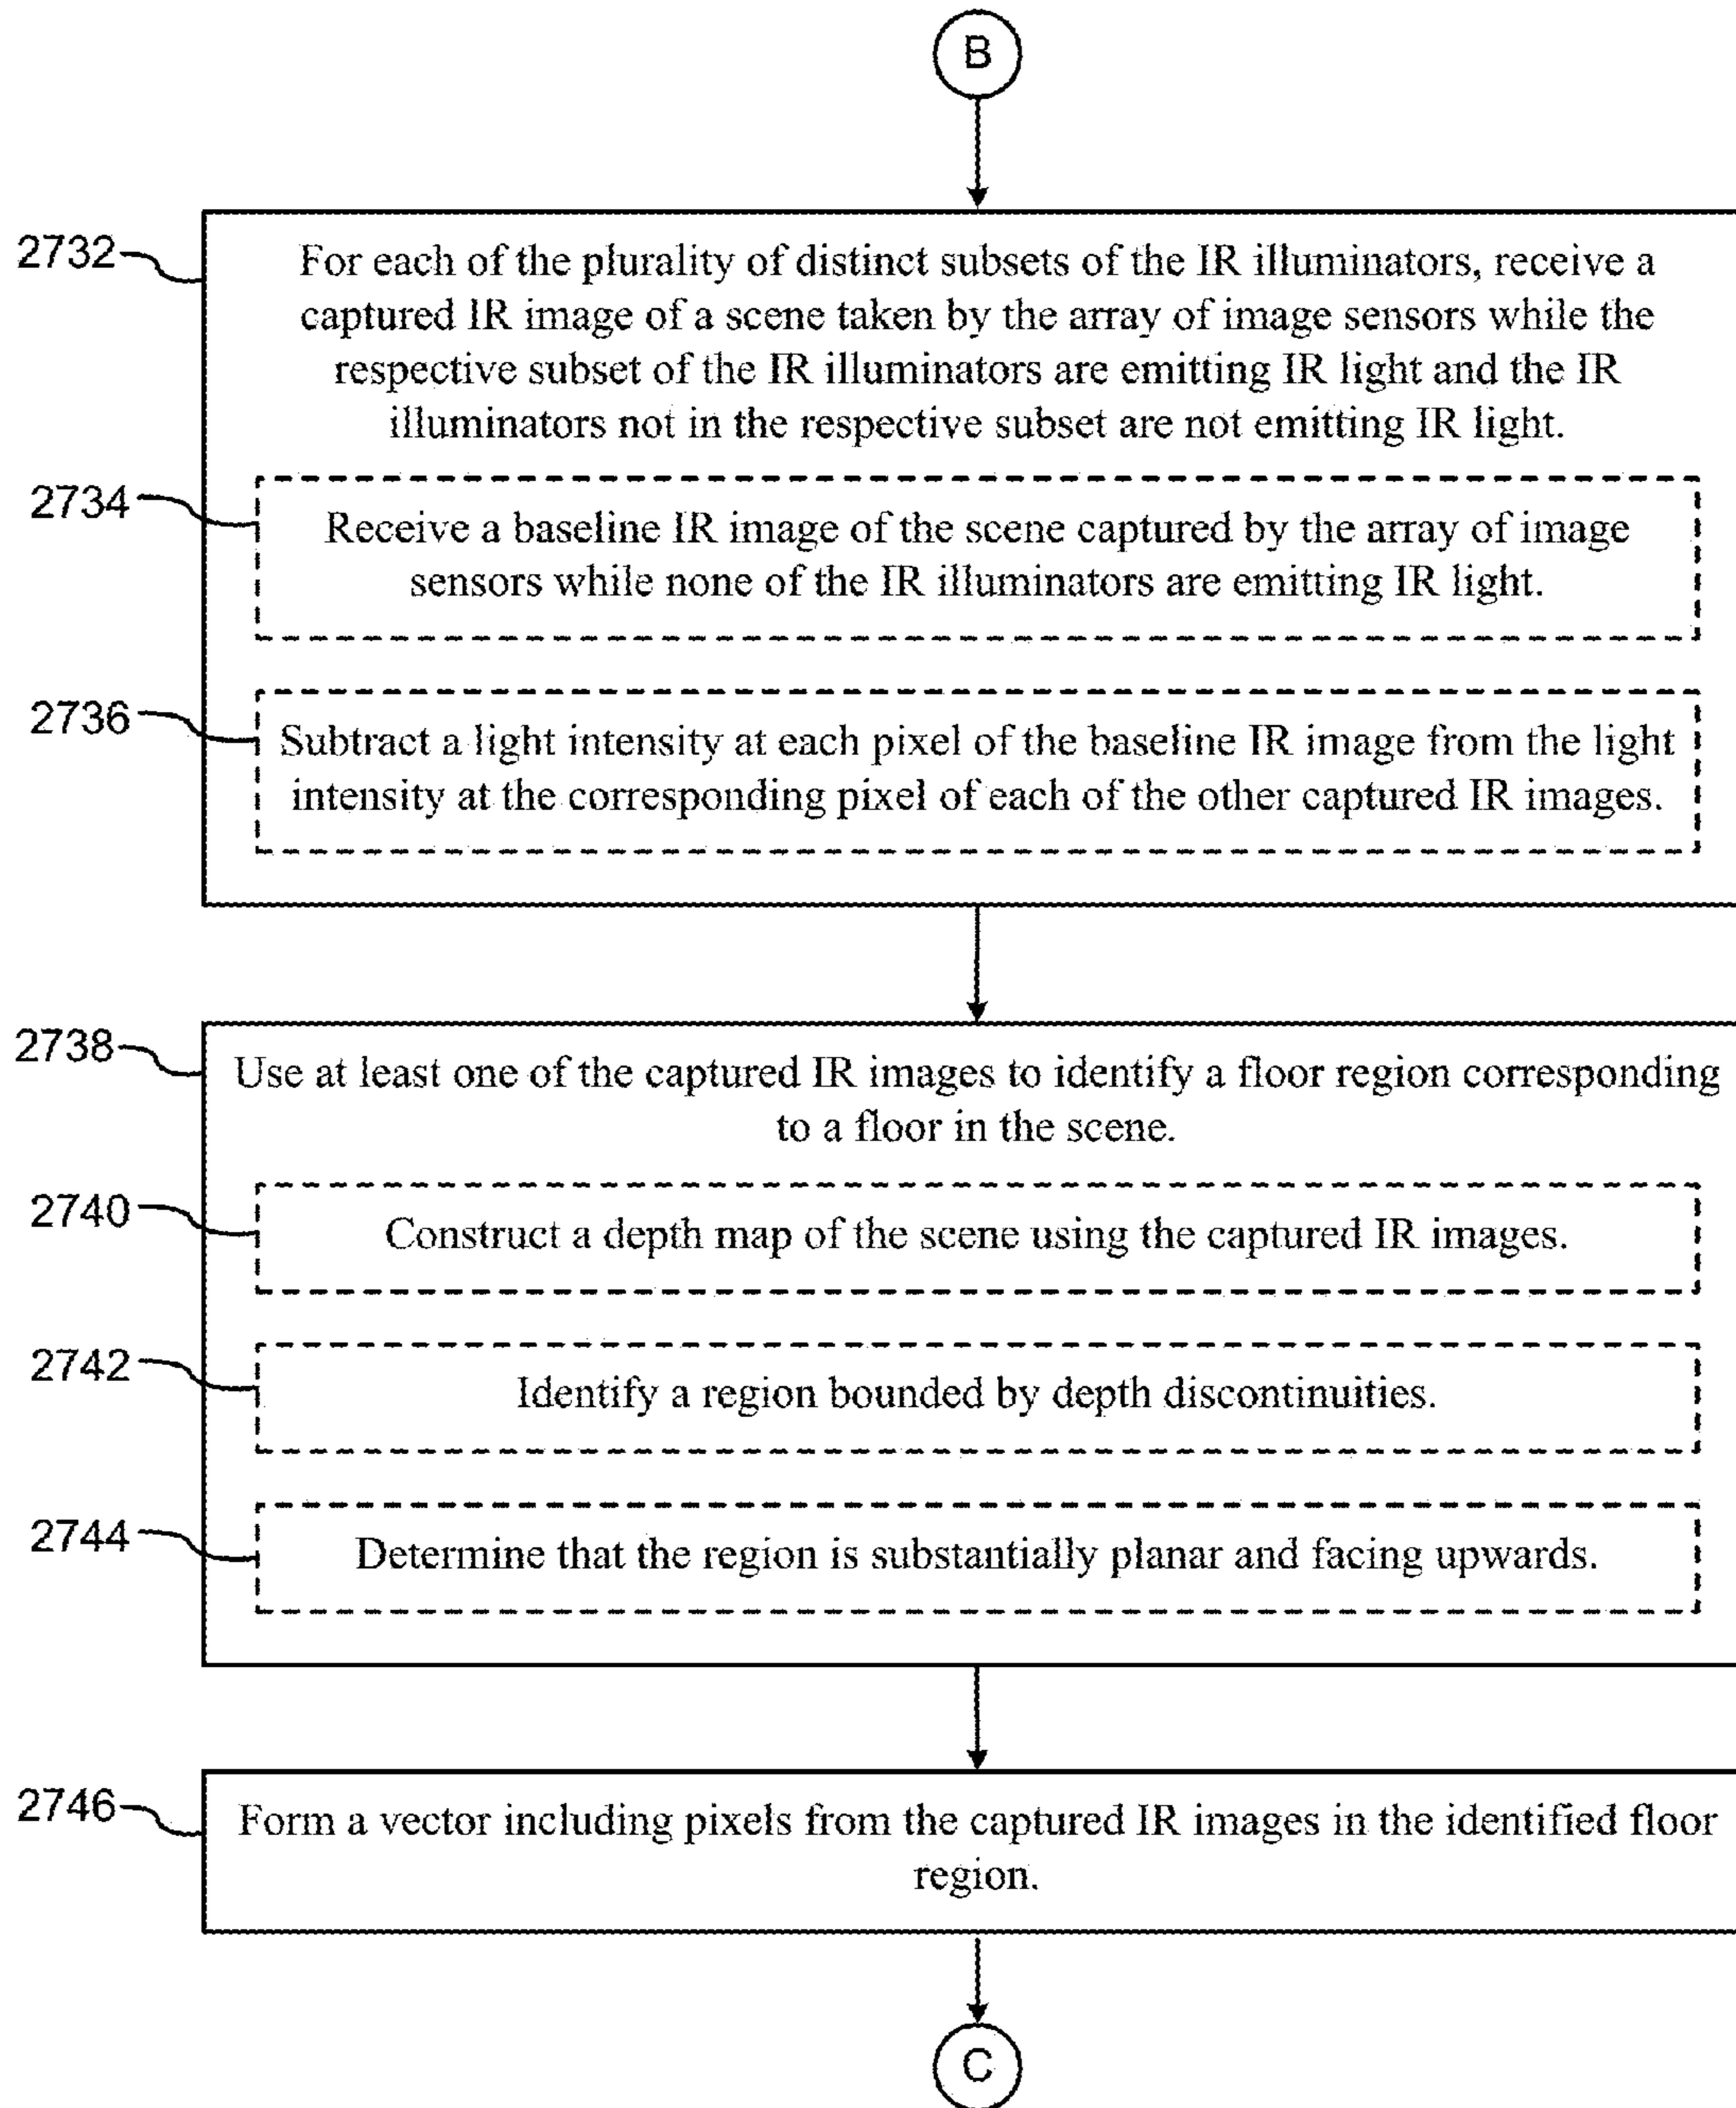 B
2732
For each of the plurality of distinct subsets of the IR illuminators, receive a
captured IR image of a scene taken by the array of image sensors while the
respective subset of the IR illuminators are emitting IR light and the IR
illuminators not in the respective subset are not emitting IR light.
2734
Receive a baseline IR image of the scene captured by the array of image
sensors while none of the IR illuminators are emitting IR light.
2736
Subtract a light intensity at each pixel of the baseline IR image from the light
intensity at the corresponding pixel of each of the other captured IR images.
2738
Use at least one of the captured IR images to identify a floor region corresponding
to a floor in the scene.
2740
Construct a depth map of the scene using the captured IR images.
2742
Identify a region bounded by depth discontinuities.
2744
Determine that the region is substantially planar and facing upwards.
2746
Form a vector including pixels from the captured IR images in the identified floor
region.
C